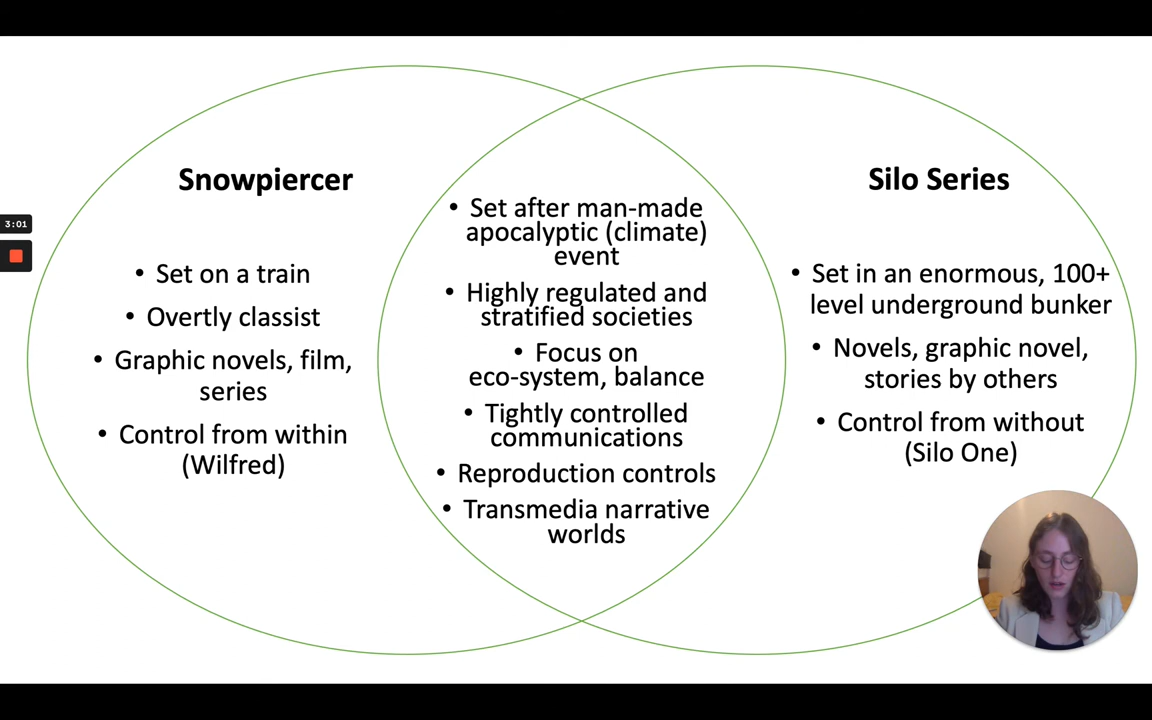 Snowpiercer
• Set on a train
• Overtly classist
• Graphic novels, film,
series
• Control from within
(Wilfred)
• Set after man-made
apocalyptic (climate)
event
• Highly regulated and
stratified societies
• Focus on
eco-system, balance
• Tightly controlled
communications
• Reproduction controls
• Transmedia narrative
worlds
Silo Series
• Set in an enormous, 100+
level underground bunker
• Novels, graphic novel,
stories by others
• Control from without
(Silo One)
3:01